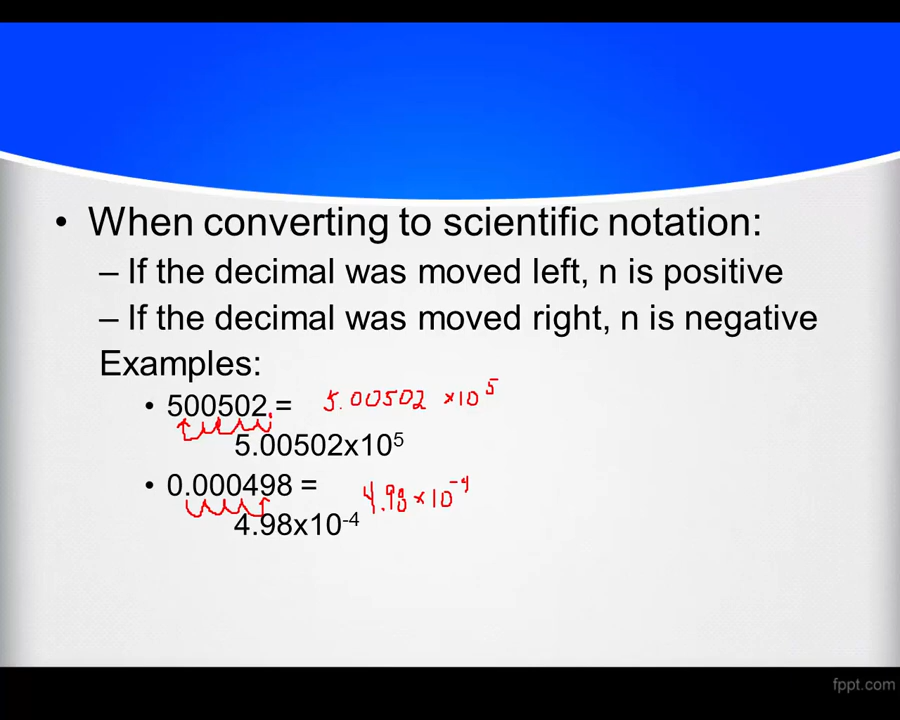 • When converting to scientific notation:
– If the decimal was moved left, n is positive
– If the decimal was moved right, n is negative
Examples:
• 500502.= 5.00502 ×10⁵
5.00502x10⁵
• 0.000498 = 4.98×10⁻⁴
4.98x10⁻⁴
fppt.com